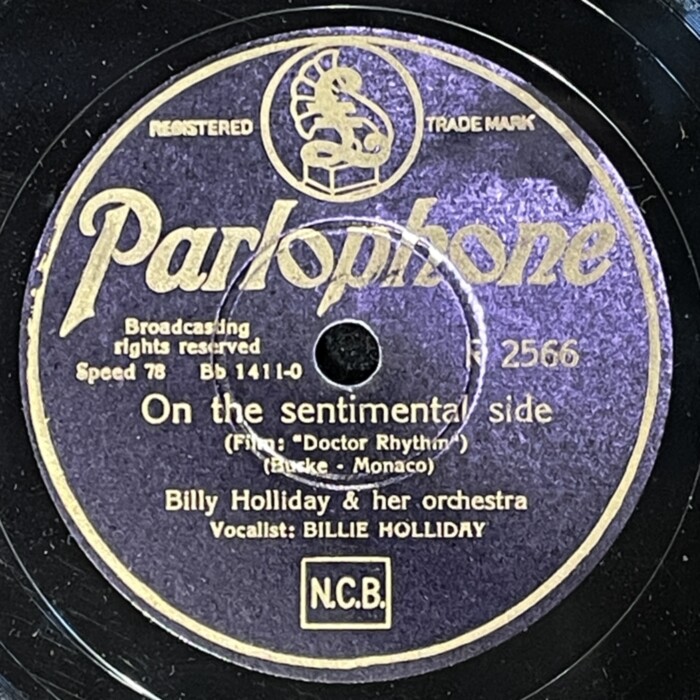 REGISTERED TRADE MARK
Parlophone
Broadcasting
rights reserved
R 2566
Speed 78 Bb 1411-0
On the sentimental side
(Film: "Doctor Rhythm")
(Burke - Monaco)
Billy Holliday & her orchestra
Vocalist: BILLIE HOLLIDAY
N.C.B.